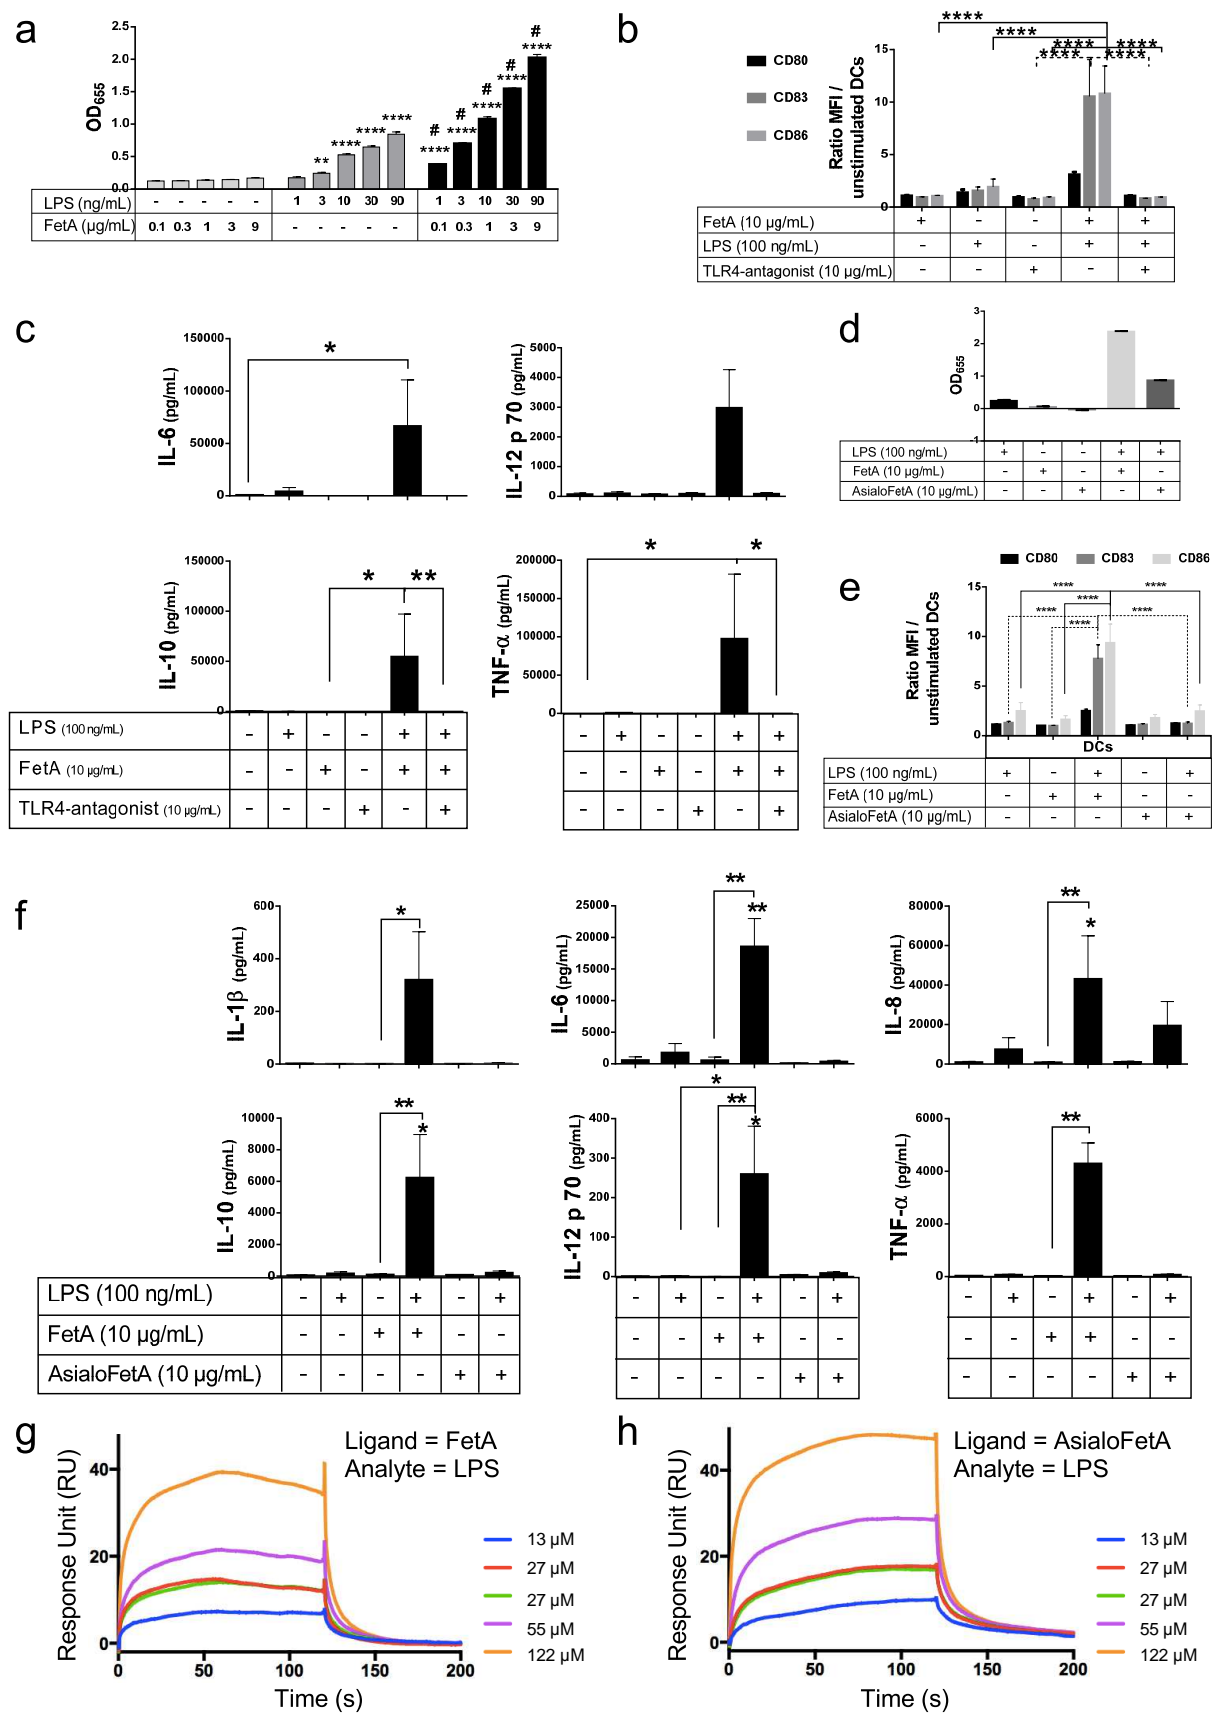 a
2.5
2.0
1.5
1.0
0.5
0.0
OD655
# # # # #
** **** **** **** **** **** **** **** ****
LPS (ng/mL) - - - - - 1 3 10 30 90 1 3 10 30 90
FetA (µg/mL) 0.1 0.3 1 3 9 - - - - - 0.1 0.3 1 3 9
b
CD80
CD83
CD86
Ratio MFI /
unstimulated DCs
15
10
5
0
****
****
**** ****
**** ****
FetA (10 µg/mL) + - - + +
LPS (100 ng/mL) - + - + +
TLR4-antagonist (10 µg/mL) - - + - +
c
IL-6 (pg/mL)
150000
100000
50000
0
*
IL-12 p 70 (pg/mL)
5000
4000
3000
2000
1000
0
IL-10 (pg/mL)
150000
100000
50000
0
* **
TNF-α (pg/mL)
200000
150000
100000
50000
0
* *
LPS (100 ng/mL) - + - - + + - + - - + +
FetA (10 µg/mL) - - + - + + - - + - + +
TLR4-antagonist (10 µg/mL) - - - + - + - - - + - +
d
OD655
3
2
1
0
-1
LPS (100 ng/mL) + - - + +
FetA (10 µg/mL) - + - + -
AsialoFetA (10 µg/mL) - - + - +
e
CD80 CD83 CD86
Ratio MFI /
unstimulated DCs
15
10
5
0
**** ****
****
**** ****
****
DCs
LPS (100 ng/mL) + - + - +
FetA (10 µg/mL) - + + - -
AsialoFetA (10 µg/mL) - - - + +
f
IL-1β (pg/mL)
600
400
200
0
*
IL-6 (pg/mL)
25000
20000
15000
10000
5000
0
**
**
IL-8 (pg/mL)
80000
60000
40000
20000
0
**
*
IL-10 (pg/mL)
10000
8000
6000
4000
2000
0
**
*
IL-12 p 70 (pg/mL)
400
300
200
100
0
*
**
*
TNF-α (pg/mL)
6000
4000
2000
0
**
LPS (100 ng/mL) - + - + - + - + - + - + - + - + - +
FetA (10 µg/mL) - - + + - - - - + + - - - - + + - -
AsialoFetA (10 µg/mL) - - - - + + - - - - + + - - - - + +
g
Ligand = FetA
Analyte = LPS
Response Unit (RU)
40
20
0
13 µM
27 µM
27 µM
55 µM
122 µM
0 50 100 150 200
Time (s)
h
Ligand = AsialoFetA
Analyte = LPS
Response Unit (RU)
40
20
0
13 µM
27 µM
27 µM
55 µM
122 µM
0 50 100 150 200
Time (s)